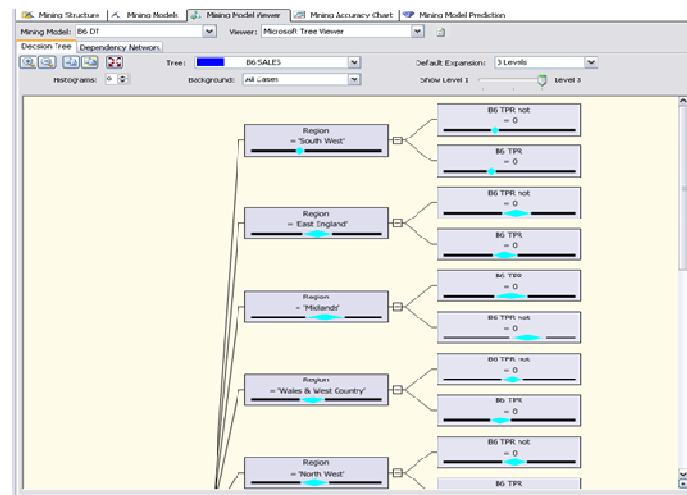 Mining Structure Mining Models Mining Model Viewer Mining Accuracy Chart Mining Model Prediction
Mining Model: B6 DT Viewer: Microsoft Tree Viewer
Decision Tree Dependency Network
Tree: B6 SALES Default Expansion: 3 Levels
Histograms: Background: All Cases Show Level 1 Level 3
B6 TPR not
= 0
Region
= 'South West'
B6 TPR
= 0
B6 TPR not
= 0
Region
= 'East England'
B6 TPR
= 0
B6 TPR
= 0
Region
= 'Midlands'
B6 TPR not
= 0
B6 TPR not
= 0
Region
= 'Wales & West Country'
B6 TPR
= 0
B6 TPR not
= 0
Region
= 'North West'
B6 TPR